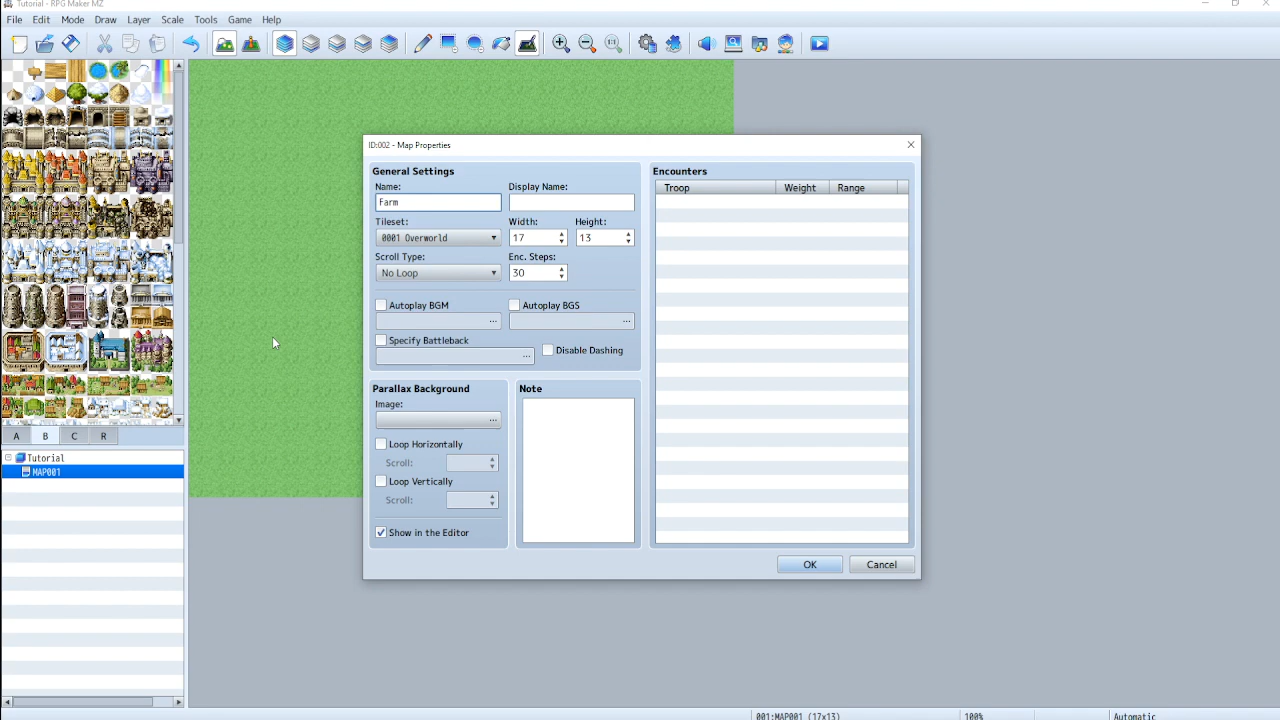 Tutorial - RPG Maker MZ
File Edit Mode Draw Layer Scale Tools Game Help
1:1
ID:002 - Map Properties
General Settings
Name: Display Name:
Farm
Tileset: Width: Height:
0001 Overworld 17 13
Scroll Type: Enc. Steps:
No Loop 30
Autoplay BGM Autoplay BGS
... ...
Specify Battleback
... Disable Dashing
Parallax Background
Image:
...
Loop Horizontally
Scroll:
Loop Vertically
Scroll:
Show in the Editor
Note
Encounters
Troop Weight Range
OK Cancel
A B C R
Tutorial
MAP001
001:MAP001 (17x13) 100% Automatic